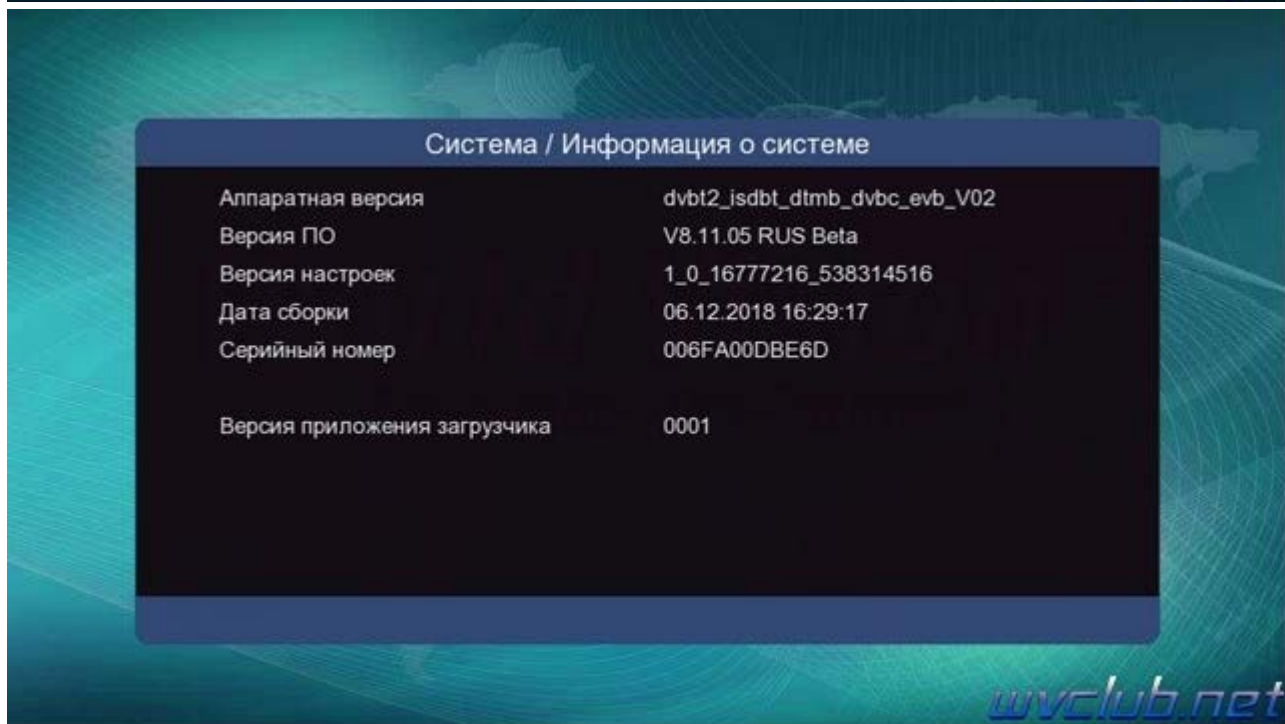 Система / Информация о системе
Аппаратная версия dvbt2_isdbt_dtmb_dvbc_evb_V02
Версия ПО V8.11.05 RUS Beta
Версия настроек 1_0_16777216_538314516
Дата сборки 06.12.2018 16:29:17
Серийный номер 006FA00DBE6D
Версия приложения загрузчика 0001
wvclub.net